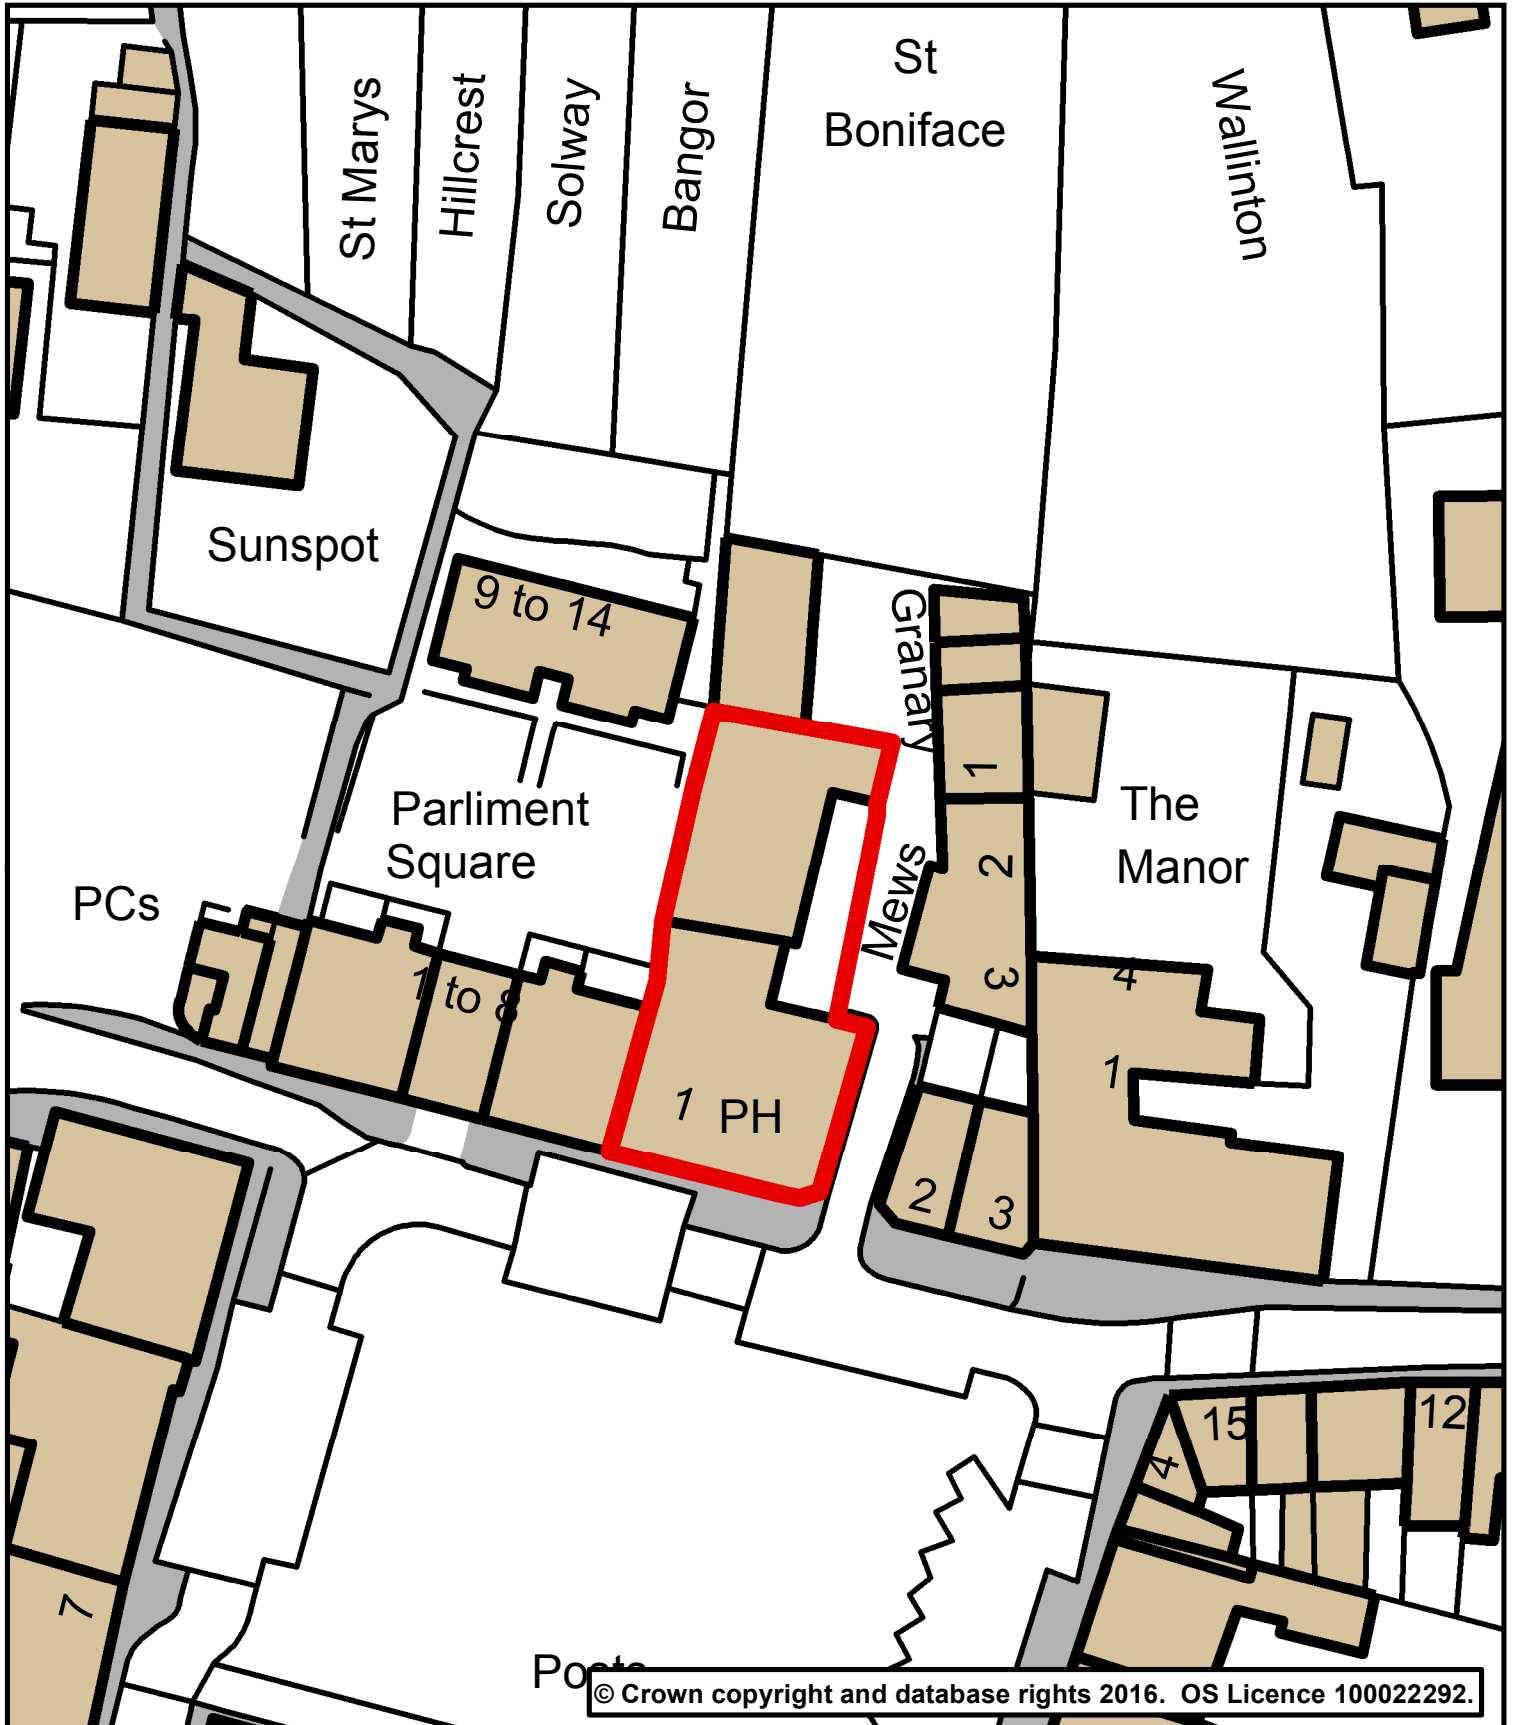 St
Boniface
St Marys
Hillcrest
Solway
Bangor
Wallinton
Sunspot
9 to 14
Granary
1
The
Manor
Parliment
Square
2
Mews
PCs
3
4
1 to 8
1
1
PH
2
3
15
12
4
7
Posts
© Crown copyright and database rights 2016. OS Licence 100022292.